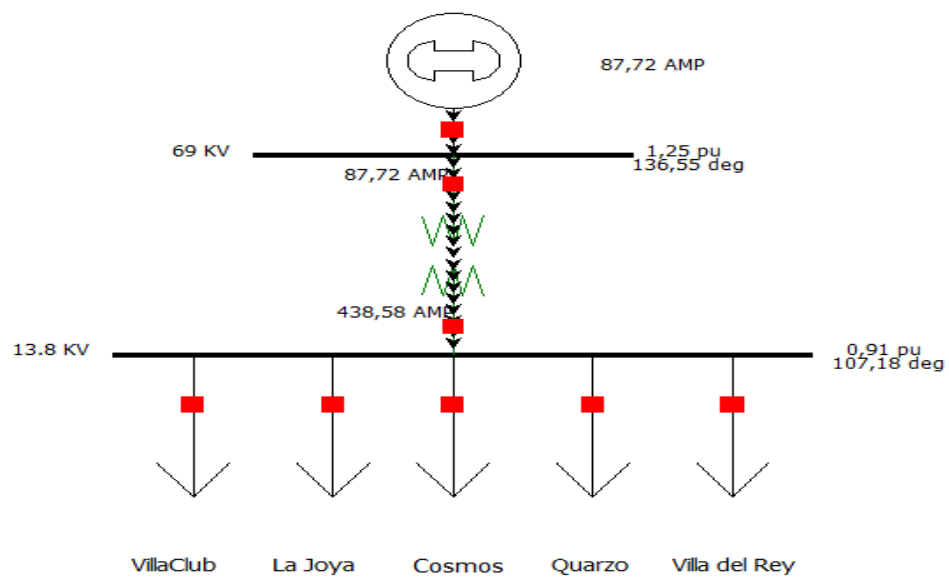 87,72 AMP
69 KV
1,25 pu
136,55 deg
87,72 AMP
438,58 AMP
13.8 KV
0,91 pu
107,18 deg
VillaClub
La Joya
Cosmos
Quarzo
Villa del Rey